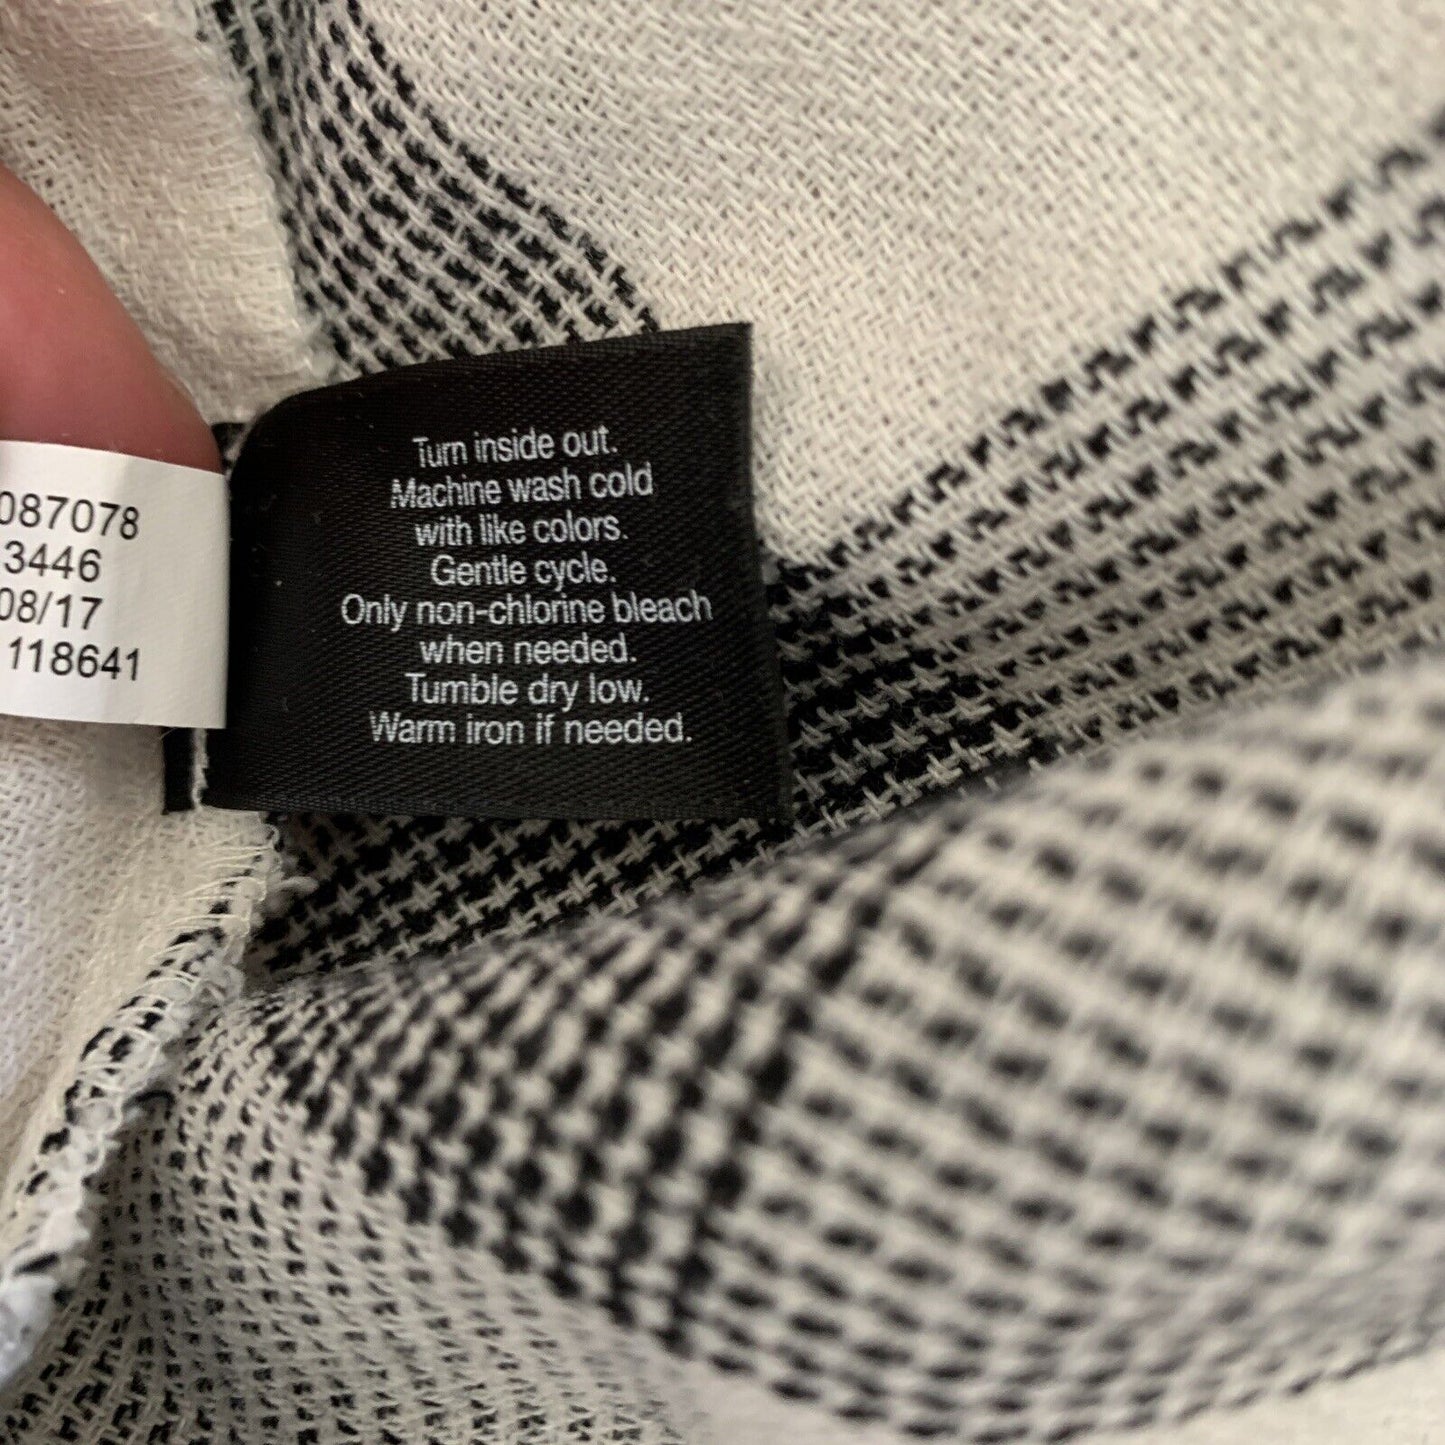 087078
3446
08/17
118641
Turn inside out.
Machine wash cold
with like colors.
Gentle cycle.
Only non-chlorine bleach
when needed.
Tumble dry low.
Warm iron if needed.